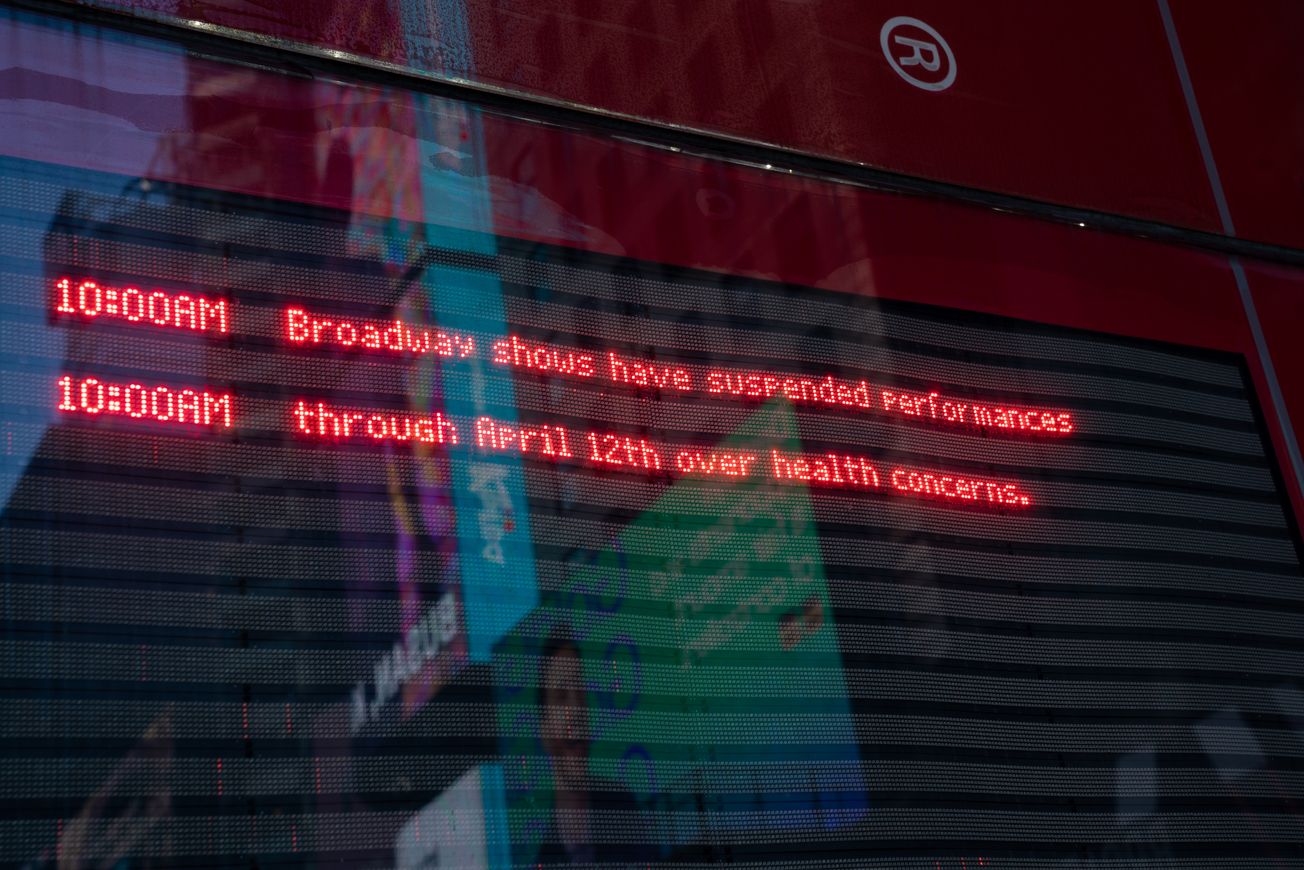 ®
10:00AM Broadway shows have suspended performances
10:00AM through April 12th over health concerns.